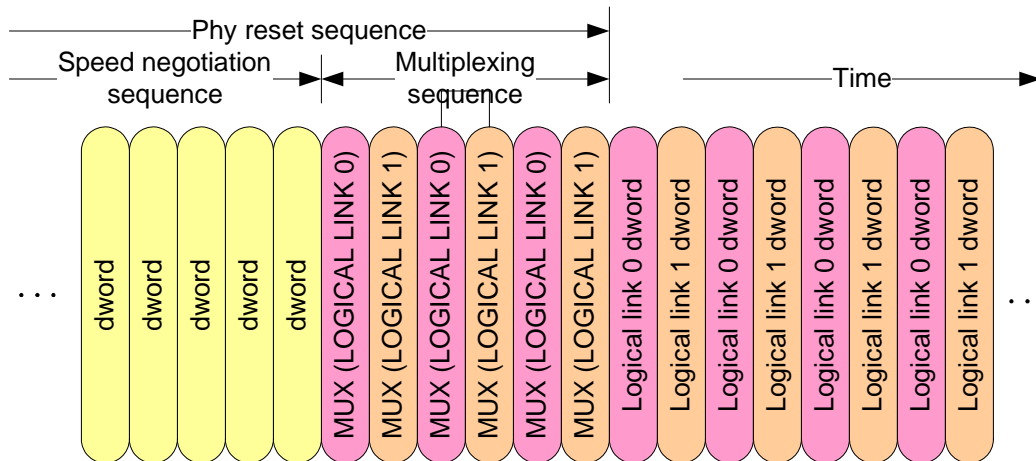 Phy reset sequence
Speed negotiation
sequence
Multiplexing
sequence
Time
. . .
dword
dword
dword
dword
dword
MUX (LOGICAL LINK 0)
MUX (LOGICAL LINK 1)
MUX (LOGICAL LINK 0)
MUX (LOGICAL LINK 1)
MUX (LOGICAL LINK 0)
MUX (LOGICAL LINK 1)
Logical link 0 dword
Logical link 1 dword
Logical link 0 dword
Logical link 1 dword
Logical link 0 dword
Logical link 1 dword
Logical link 0 dword
Logical link 1 dword
. .